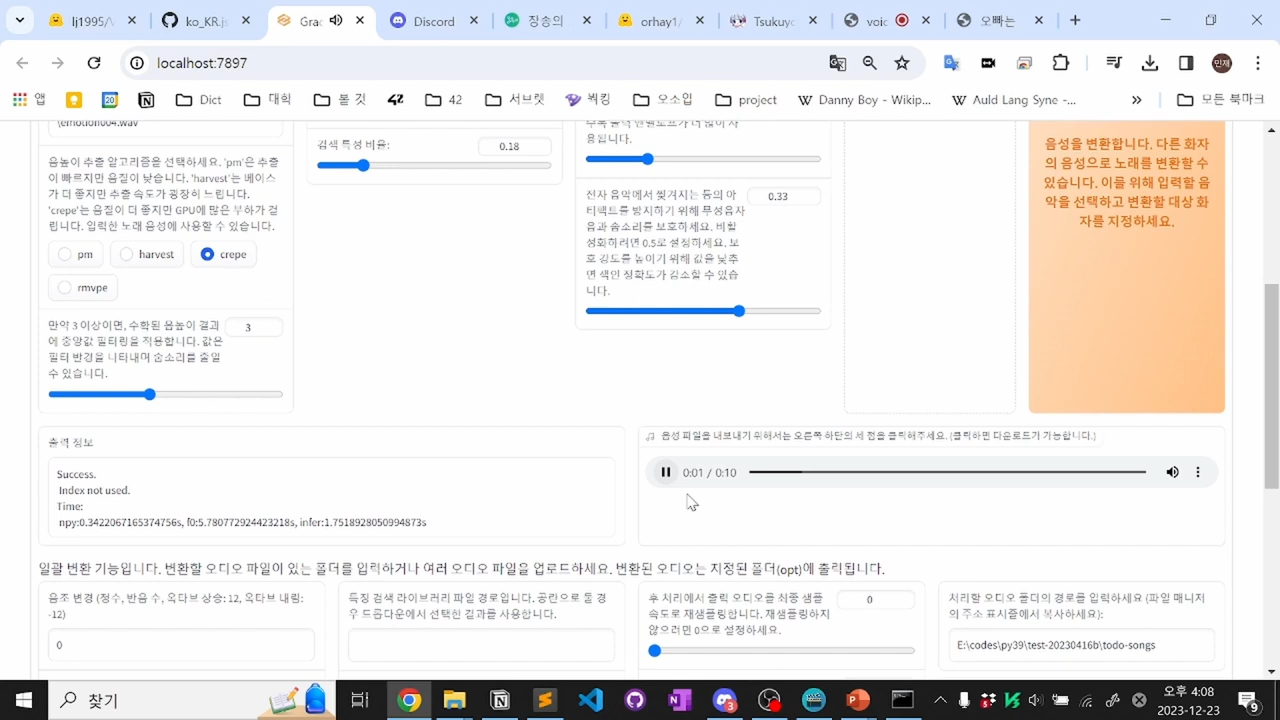 lj1995/V
ko_KR.js
Grac
Discord
징송의
orhay1/
Tsukuyo
voic
오빠는
localhost:7897
앱
Dict
대학
볼 것
42
서브렛
쿽킹
오소입
project
Danny Boy - Wikip...
Auld Lang Syne -...
»
모든 북마크
\emotion004.wav
음높이 추출 알고리즘을 선택하세요. 'pm'은 추출
이 빠르지만 음질이 낮습니다. 'harvest'는 베이스
가 더 좋지만 추출 속도가 굉장히 느립니다.
'crepe'는 음질이 더 좋지만 GPU에 많은 부하가 걸
립니다. 입력한 노래 음성에 사용할 수 있습니다.
pm
harvest
crepe
rmvpe
만약 3 이상이면, 수확된 음높이 결과
에 중앙값 필터링을 적용합니다. 값은
필터 반경을 나타내며 숨소리를 줄일
수 있습니다.
3
검색 특성 비율:
0.18
용됩니다.
전자 음악에서 찢겨지는 등의 아
티팩트를 방지하기 위해 무성음자
음과 숨소리를 보호하세요. 비활
성화하려면 0.5로 설정하세요. 보
호 강도를 높이기 위해 값을 낮추
면 색인 정확도가 감소할 수 있습
니다.
0.33
음성을 변환합니다. 다른 화자
의 음성으로 노래를 변환할 수
있습니다. 이를 위해 입력할 음
악을 선택하고 변환할 대상 화
자를 지정하세요.
출력 정보
Success.
Index not used.
Time:
npy:0.3422067165374756s, f0:5.780772924423218s, infer:1.7518928050994873s
음성 파일을 내보내기 위해서는 오른쪽 하단의 세 점을 클릭해주세요. (클릭하면 다운로드가 가능합니다.)
0:01 / 0:10
일괄 변환 기능입니다. 변환할 오디오 파일이 있는 폴더를 입력하거나 여러 오디오 파일을 업로드하세요. 변환된 오디오는 지정된 폴더(opt)에 출력됩니다.
음조 변경 (정수, 반음 수, 옥타브 상승: 12, 옥타브 내림:
-12)
0
특징 검색 라이브러리 파일 경로입니다. 공란으로 둘 경
우 드롭다운에서 선택한 결과를 사용합니다.
후 처리에서 출력 오디오를 최종 샘플
속도로 재샘플링합니다. 재샘플링하지
않으려면 0으로 설정하세요.
0
처리할 오디오 폴더의 경로를 입력하세요 (파일 매니저
의 주소 표시줄에서 복사하세요):
E:\codes\py39\test-20230416b\todo-songs
찾기
오후 4:08
2023-12-23